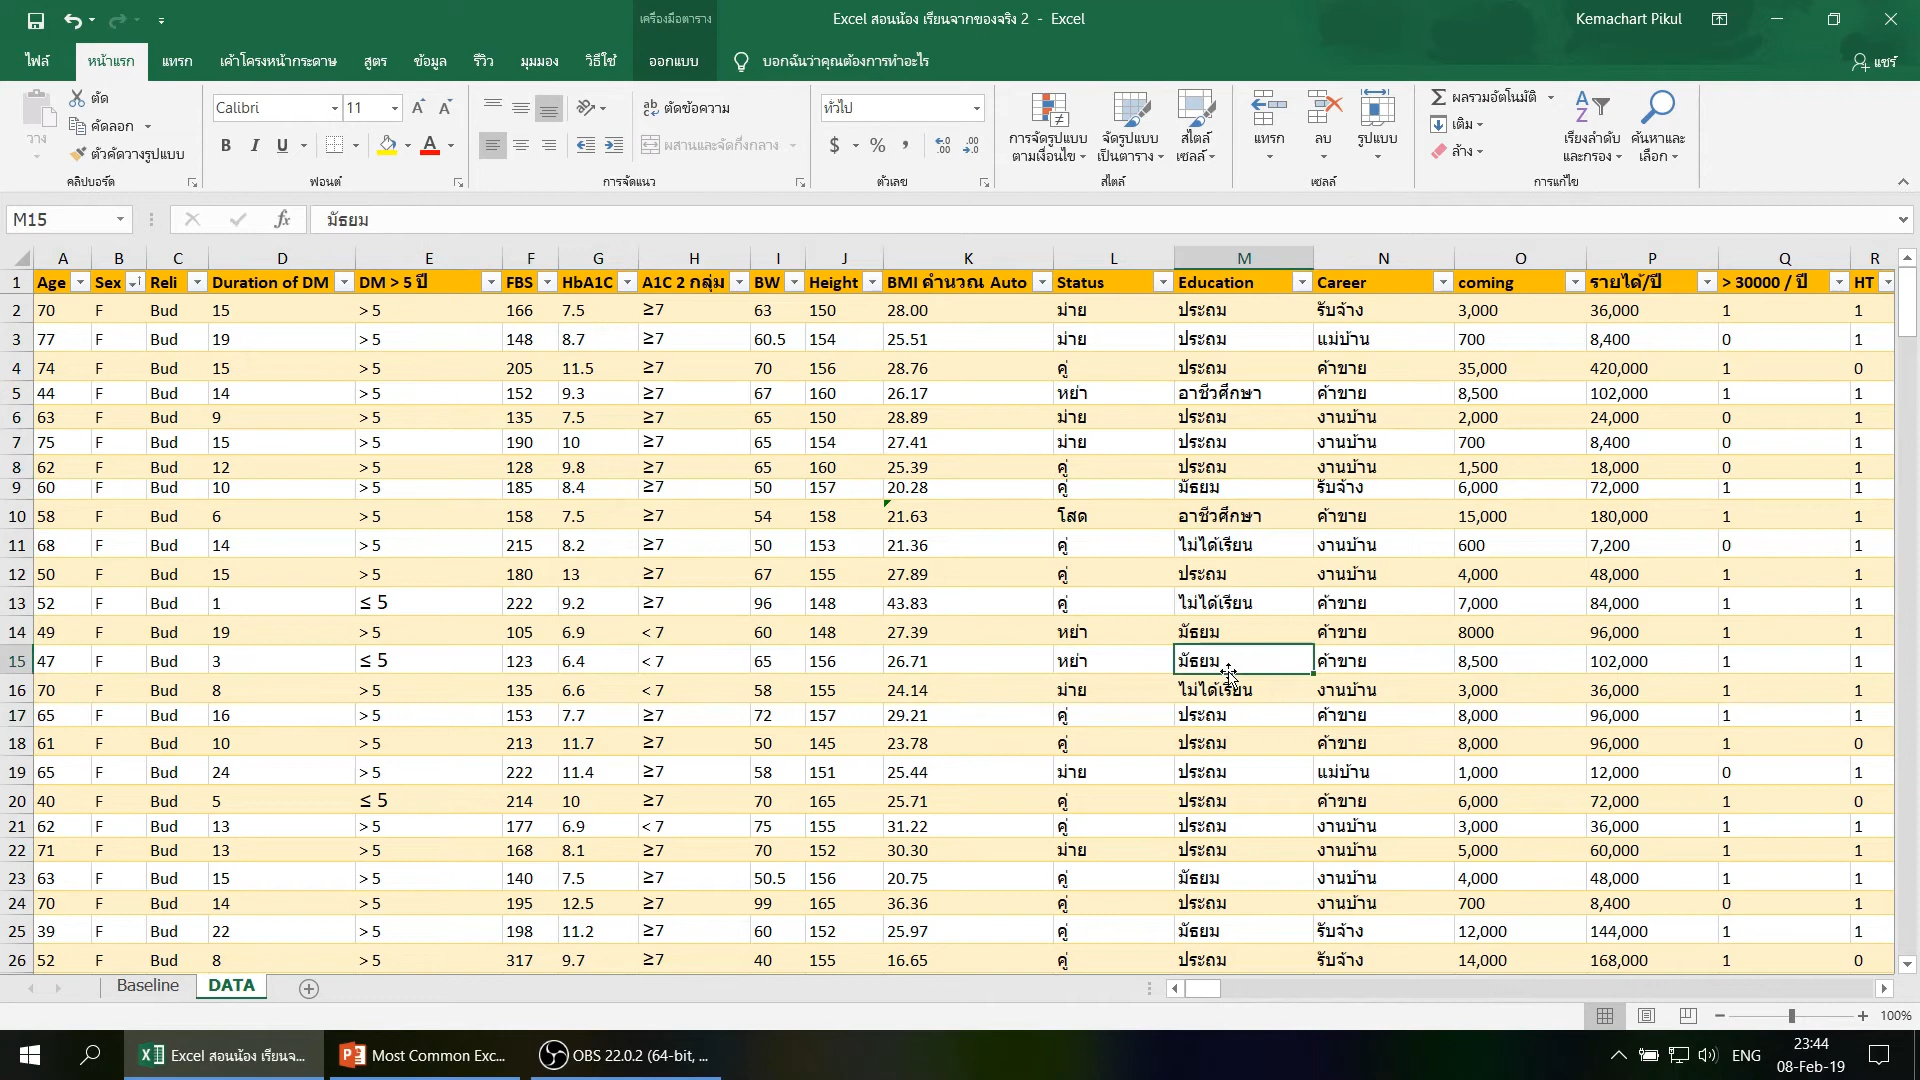 เครื่องมือตาราง
Excel สอนน้อง เรียนจากของจริง 2 - Excel
Kemachart Pikul
ไฟล์ หน้าแรก แทรก เค้าโครงหน้ากระดาษ สูตร ข้อมูล รีวิว มุมมอง วิธีใช้ ออกแบบ บอกฉันว่าคุณต้องการทำอะไร แชร์
วาง
ตัด
คัดลอก
ตัวคัดวางรูปแบบ
คลิปบอร์ด
Calibri 11
B I U A
ฟอนต์
ตัดข้อความ
ผสานและจัดกึ่งกลาง
การจัดแนว
ทั่วไป
$ % ,
ตัวเลข
การจัดรูปแบบ
ตามเงื่อนไข
จัดรูปแบบ
เป็นตาราง
สไตล์
เซลล์
สไตล์
แทรก ลบ รูปแบบ
เซลล์
ผลรวมอัตโนมัติ
เติม
ล้าง
เรียงลำดับ
และกรอง
ค้นหาและ
เลือก
การแก้ไข
M15 fx มัธยม
A B C D E F G H I J K L M N O P Q R
1 Age Sex Reli Duration of DM DM > 5 ปี FBS HbA1C A1C 2 กลุ่ม BW Height BMI คำนวณ Auto Status Education Career coming รายได้/ปี > 30000 / ปี HT
2 70 F Bud 15 > 5 166 7.5 ≥7 63 150 28.00 ม่าย ประถม รับจ้าง 3,000 36,000 1 1
3 77 F Bud 19 > 5 148 8.7 ≥7 60.5 154 25.51 ม่าย ประถม แม่บ้าน 700 8,400 0 1
4 74 F Bud 15 > 5 205 11.5 ≥7 70 156 28.76 คู่ ประถม ค้าขาย 35,000 420,000 1 0
5 44 F Bud 14 > 5 152 9.3 ≥7 67 160 26.17 หย่า อาชีวศึกษา ค้าขาย 8,500 102,000 1 1
6 63 F Bud 9 > 5 135 7.5 ≥7 65 150 28.89 ม่าย ประถม งานบ้าน 2,000 24,000 0 1
7 75 F Bud 15 > 5 190 10 ≥7 65 154 27.41 ม่าย ประถม งานบ้าน 700 8,400 0 1
8 62 F Bud 12 > 5 128 9.8 ≥7 65 160 25.39 คู่ ประถม งานบ้าน 1,500 18,000 0 1
9 60 F Bud 10 > 5 185 8.4 ≥7 50 157 20.28 คู่ มัธยม รับจ้าง 6,000 72,000 1 1
10 58 F Bud 6 > 5 158 7.5 ≥7 54 158 21.63 โสด อาชีวศึกษา ค้าขาย 15,000 180,000 1 1
11 68 F Bud 14 > 5 215 8.2 ≥7 50 153 21.36 คู่ ไม่ได้เรียน งานบ้าน 600 7,200 0 1
12 50 F Bud 15 > 5 180 13 ≥7 67 155 27.89 คู่ ประถม งานบ้าน 4,000 48,000 1 1
13 52 F Bud 1 ≤ 5 222 9.2 ≥7 96 148 43.83 คู่ ไม่ได้เรียน ค้าขาย 7,000 84,000 1 1
14 49 F Bud 19 > 5 105 6.9 < 7 60 148 27.39 หย่า มัธยม ค้าขาย 8000 96,000 1 1
15 47 F Bud 3 ≤ 5 123 6.4 < 7 65 156 26.71 หย่า มัธยม ค้าขาย 8,500 102,000 1 1
16 70 F Bud 8 > 5 135 6.6 < 7 58 155 24.14 ม่าย ไม่ได้เรียน งานบ้าน 3,000 36,000 1 1
17 65 F Bud 16 > 5 153 7.7 ≥7 72 157 29.21 คู่ ประถม ค้าขาย 8,000 96,000 1 1
18 61 F Bud 10 > 5 213 11.7 ≥7 50 145 23.78 คู่ ประถม ค้าขาย 8,000 96,000 1 0
19 65 F Bud 24 > 5 222 11.4 ≥7 58 151 25.44 ม่าย ประถม แม่บ้าน 1,000 12,000 0 1
20 40 F Bud 5 ≤ 5 214 10 ≥7 70 165 25.71 คู่ ประถม ค้าขาย 6,000 72,000 1 0
21 62 F Bud 13 > 5 177 6.9 < 7 75 155 31.22 คู่ ประถม งานบ้าน 3,000 36,000 1 1
22 71 F Bud 13 > 5 168 8.1 ≥7 70 152 30.30 ม่าย ประถม งานบ้าน 5,000 60,000 1 1
23 63 F Bud 15 > 5 140 7.5 ≥7 50.5 156 20.75 คู่ มัธยม งานบ้าน 4,000 48,000 1 1
24 70 F Bud 14 > 5 195 12.5 ≥7 99 165 36.36 คู่ ประถม งานบ้าน 700 8,400 0 1
25 39 F Bud 22 > 5 198 11.2 ≥7 60 152 25.97 คู่ มัธยม รับจ้าง 12,000 144,000 1 1
26 52 F Bud 8 > 5 317 9.7 ≥7 40 155 16.65 คู่ ประถม รับจ้าง 14,000 168,000 1 0
Baseline DATA
100%
Excel สอนน้อง เรียนจ... Most Common Exc... OBS 22.0.2 (64-bit, ... ENG 23:44
08-Feb-19